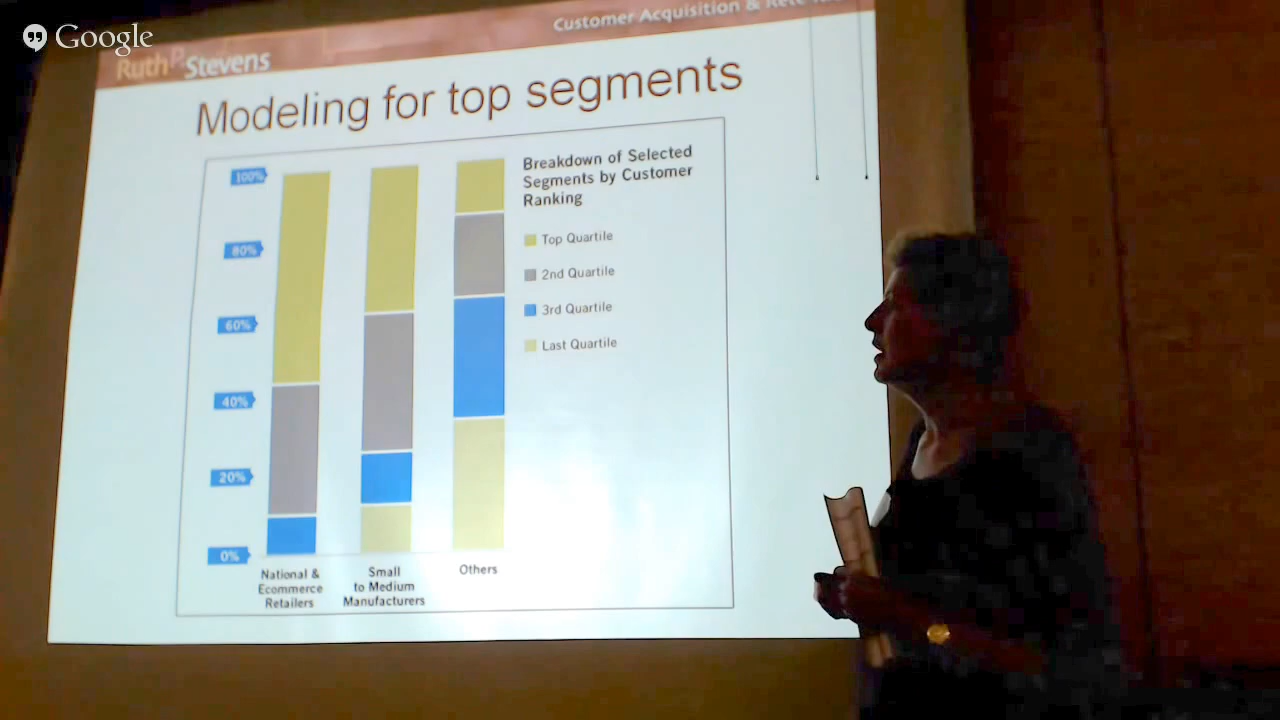 Google
Ruth P. Stevens
Customer Acquisition &
Modeling for top segments
Breakdown of Selected
Segments by Customer
Ranking
Top Quartile
2nd Quartile
3rd Quartile
Last Quartile
100%
80%
60%
40%
20%
0%
National &
Ecommerce
Retailers
Small
to Medium
Manufacturers
Others